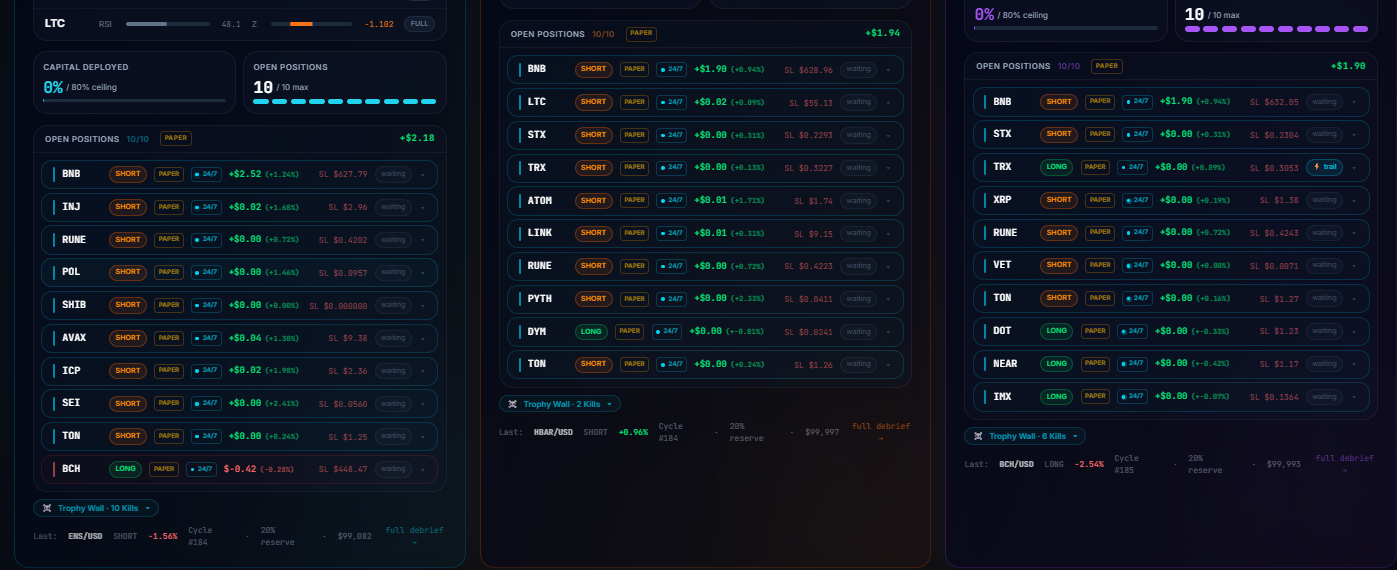 LTC RSI 48.1 Z -1.102 FULL
CAPITAL DEPLOYED
0% / 80% ceiling
OPEN POSITIONS
10 / 10 max
OPEN POSITIONS 10/10 PAPER +$2.18
BNB SHORT PAPER 24/7 +$2.52 (+1.24%) SL $627.79 waiting
INJ SHORT PAPER 24/7 +$0.02 (+1.68%) SL $2.96 waiting
RUNE SHORT PAPER 24/7 +$0.00 (+0.72%) SL $0.4202 waiting
POL SHORT PAPER 24/7 +$0.00 (+1.46%) SL $0.0957 waiting
SHIB SHORT PAPER 24/7 +$0.00 (+0.08%) SL $0.000000 waiting
AVAX SHORT PAPER 24/7 +$0.04 (+1.38%) SL $9.38 waiting
ICP SHORT PAPER 24/7 +$0.02 (+1.98%) SL $2.36 waiting
SEI SHORT PAPER 24/7 +$0.00 (+2.41%) SL $0.0560 waiting
TON SHORT PAPER 24/7 +$0.00 (+0.24%) SL $1.25 waiting
BCH LONG PAPER 24/7 $-0.42 (-0.28%) SL $448.47 waiting
Trophy Wall · 10 Kills
Last: ENS/USD SHORT -1.56% Cycle #184 · 20% reserve · $99,082 full debrief →
OPEN POSITIONS 10/10 PAPER +$1.94
BNB SHORT PAPER 24/7 +$1.90 (+0.94%) SL $628.96 waiting
LTC SHORT PAPER 24/7 +$0.02 (+0.09%) SL $55.13 waiting
STX SHORT PAPER 24/7 +$0.00 (+0.31%) SL $0.2293 waiting
TRX SHORT PAPER 24/7 +$0.00 (+0.13%) SL $0.3227 waiting
ATOM SHORT PAPER 24/7 +$0.01 (+1.71%) SL $1.74 waiting
LINK SHORT PAPER 24/7 +$0.01 (+0.31%) SL $9.15 waiting
RUNE SHORT PAPER 24/7 +$0.00 (+0.72%) SL $0.4223 waiting
PYTH SHORT PAPER 24/7 +$0.00 (+2.33%) SL $0.0411 waiting
DYM LONG PAPER 24/7 +$0.00 (+-0.81%) SL $0.0241 waiting
TON SHORT PAPER 24/7 +$0.00 (+0.24%) SL $1.26 waiting
Trophy Wall · 2 Kills
Last: HBAR/USD SHORT +0.96% Cycle #184 · 20% reserve · $99,997 full debrief →
0% / 80% ceiling
10 / 10 max
OPEN POSITIONS 10/10 PAPER +$1.90
BNB SHORT PAPER 24/7 +$1.90 (+0.94%) SL $632.05 waiting
STX SHORT PAPER 24/7 +$0.00 (+0.31%) SL $0.2304 waiting
TRX LONG PAPER 24/7 +$0.00 (+0.89%) SL $0.3053 trail
XRP SHORT PAPER 24/7 +$0.00 (+0.19%) SL $1.38 waiting
RUNE SHORT PAPER 24/7 +$0.00 (+0.72%) SL $0.4243 waiting
VET SHORT PAPER 24/7 +$0.00 (+0.00%) SL $0.0071 waiting
TON SHORT PAPER 24/7 +$0.00 (+0.16%) SL $1.27 waiting
DOT LONG PAPER 24/7 +$0.00 (+-0.33%) SL $1.23 waiting
NEAR LONG PAPER 24/7 +$0.00 (+-0.42%) SL $1.17 waiting
IMX LONG PAPER 24/7 +$0.00 (+-0.07%) SL $0.1364 waiting
Trophy Wall · 6 Kills
Last: BCH/USD LONG -2.54% Cycle #185 · 20% reserve · $99,993 full debrief →